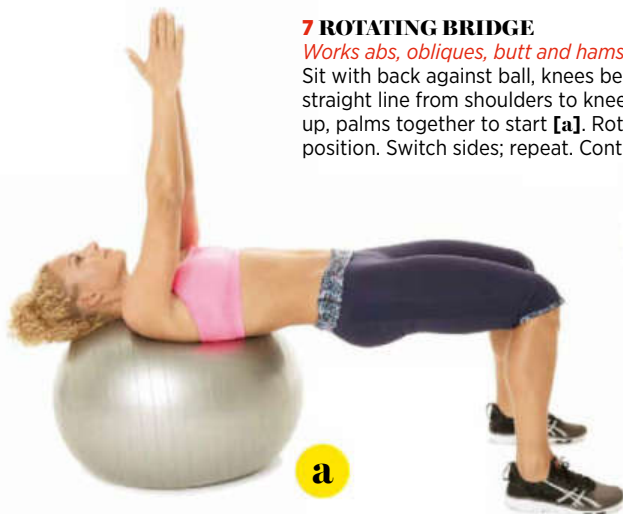 7 ROTATING BRIDGE
Works abs, obliques, butt and hams
Sit with back against ball, knees be
straight line from shoulders to knee
up, palms together to start [a]. Rot
position. Switch sides; repeat. Cont
a